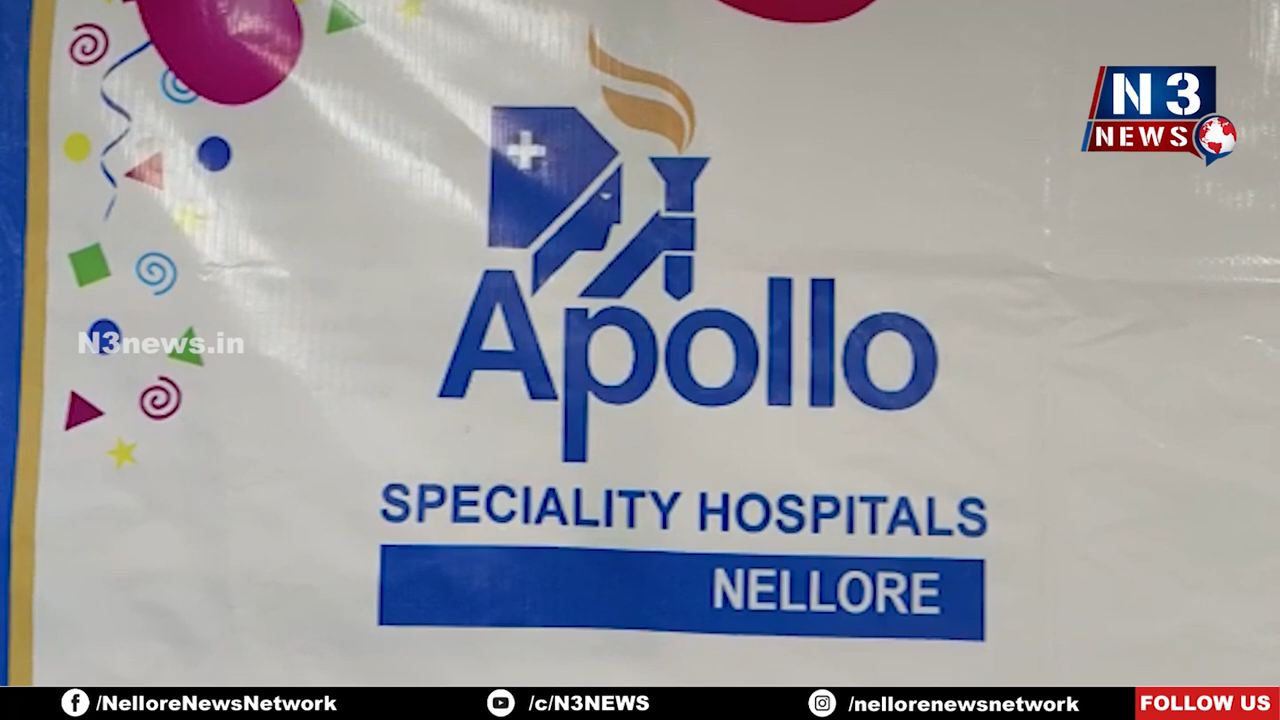 N3
NEWS
N3news.in
Apollo
SPECIALITY HOSPITALS
NELLORE
/NelloreNewsNetwork
/c/N3NEWS
/nellorenewsnetwork
FOLLOW US